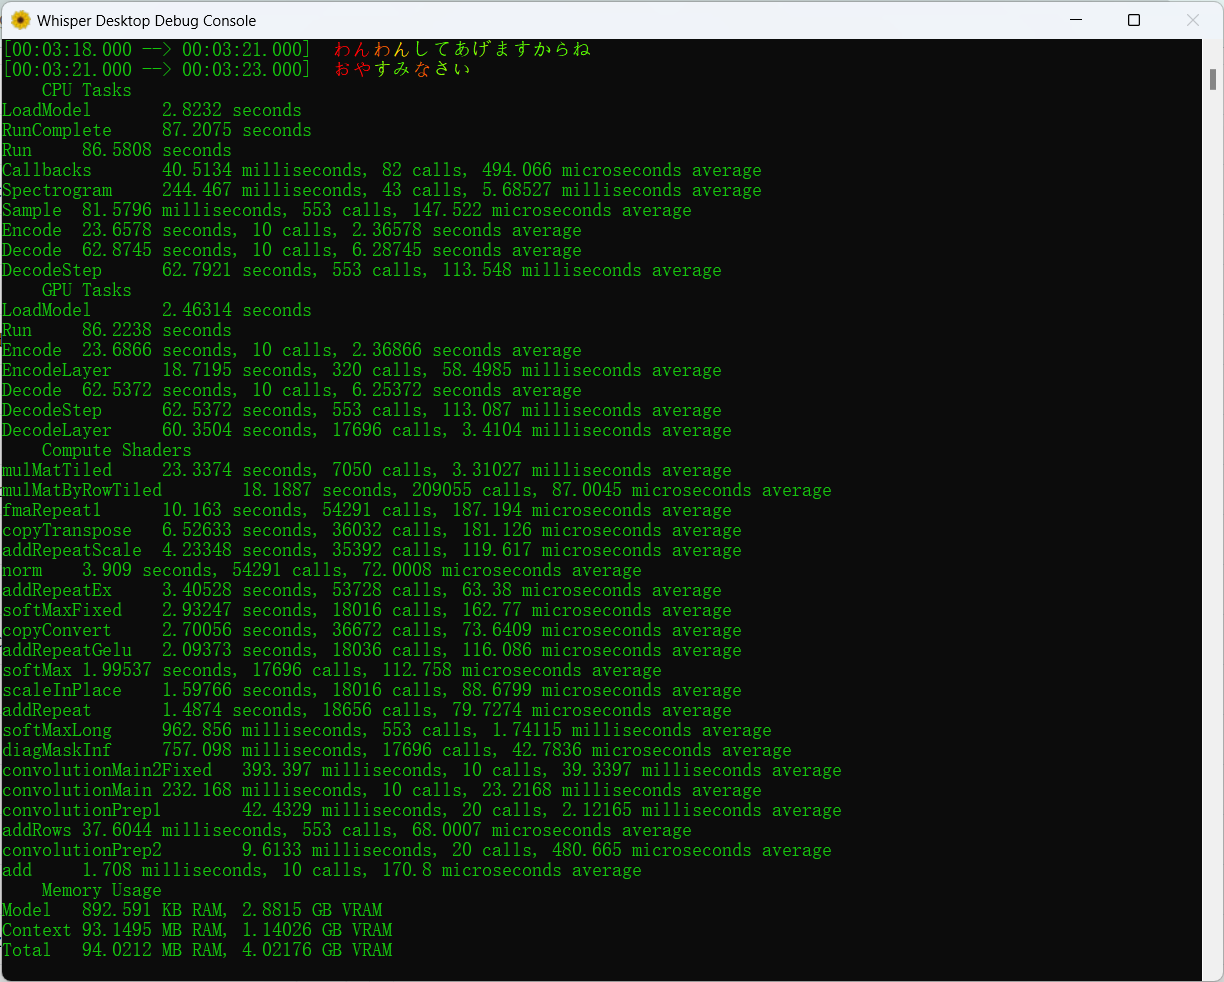 Whisper Desktop Debug Console
[00:03:18.000 --> 00:03:21.000]  わんわんしてあげますからね
[00:03:21.000 --> 00:03:23.000]  おやすみなさい
CPU Tasks
LoadModel 2.8232 seconds
RunComplete 87.2075 seconds
Run 86.5808 seconds
Callbacks 40.5134 milliseconds, 82 calls, 494.066 microseconds average
Spectrogram 244.467 milliseconds, 43 calls, 5.68527 milliseconds average
Sample 81.5796 milliseconds, 553 calls, 147.522 microseconds average
Encode 23.6578 seconds, 10 calls, 2.36578 seconds average
Decode 62.8745 seconds, 10 calls, 6.28745 seconds average
DecodeStep 62.7921 seconds, 553 calls, 113.548 milliseconds average
GPU Tasks
LoadModel 2.46314 seconds
Run 86.2238 seconds
Encode 23.6866 seconds, 10 calls, 2.36866 seconds average
EncodeLayer 18.7195 seconds, 320 calls, 58.4985 milliseconds average
Decode 62.5372 seconds, 10 calls, 6.25372 seconds average
DecodeStep 62.5372 seconds, 553 calls, 113.087 milliseconds average
DecodeLayer 60.3504 seconds, 17696 calls, 3.4104 milliseconds average
Compute Shaders
mulMatTiled 23.3374 seconds, 7050 calls, 3.31027 milliseconds average
mulMatByRowTiled 18.1887 seconds, 209055 calls, 87.0045 microseconds average
fmaRepeat1 10.163 seconds, 54291 calls, 187.194 microseconds average
copyTranspose 6.52633 seconds, 36032 calls, 181.126 microseconds average
addRepeatScale 4.23348 seconds, 35392 calls, 119.617 microseconds average
norm 3.909 seconds, 54291 calls, 72.0008 microseconds average
addRepeatEx 3.40528 seconds, 53728 calls, 63.38 microseconds average
softMaxFixed 2.93247 seconds, 18016 calls, 162.77 microseconds average
copyConvert 2.70056 seconds, 36672 calls, 73.6409 microseconds average
addRepeatGelu 2.09373 seconds, 18036 calls, 116.086 microseconds average
softMax 1.99537 seconds, 17696 calls, 112.758 microseconds average
scaleInPlace 1.59766 seconds, 18016 calls, 88.6799 microseconds average
addRepeat 1.4874 seconds, 18656 calls, 79.7274 microseconds average
softMaxLong 962.856 milliseconds, 553 calls, 1.74115 milliseconds average
diagMaskInf 757.098 milliseconds, 17696 calls, 42.7836 microseconds average
convolutionMain2Fixed 393.397 milliseconds, 10 calls, 39.3397 milliseconds average
convolutionMain 232.168 milliseconds, 10 calls, 23.2168 milliseconds average
convolutionPrep1 42.4329 milliseconds, 20 calls, 2.12165 milliseconds average
addRows 37.6044 milliseconds, 553 calls, 68.0007 microseconds average
convolutionPrep2 9.6133 milliseconds, 20 calls, 480.665 microseconds average
add 1.708 milliseconds, 10 calls, 170.8 microseconds average
Memory Usage
Model 892.591 KB RAM, 2.8815 GB VRAM
Context 93.1495 MB RAM, 1.14026 GB VRAM
Total 94.0212 MB RAM, 4.02176 GB VRAM